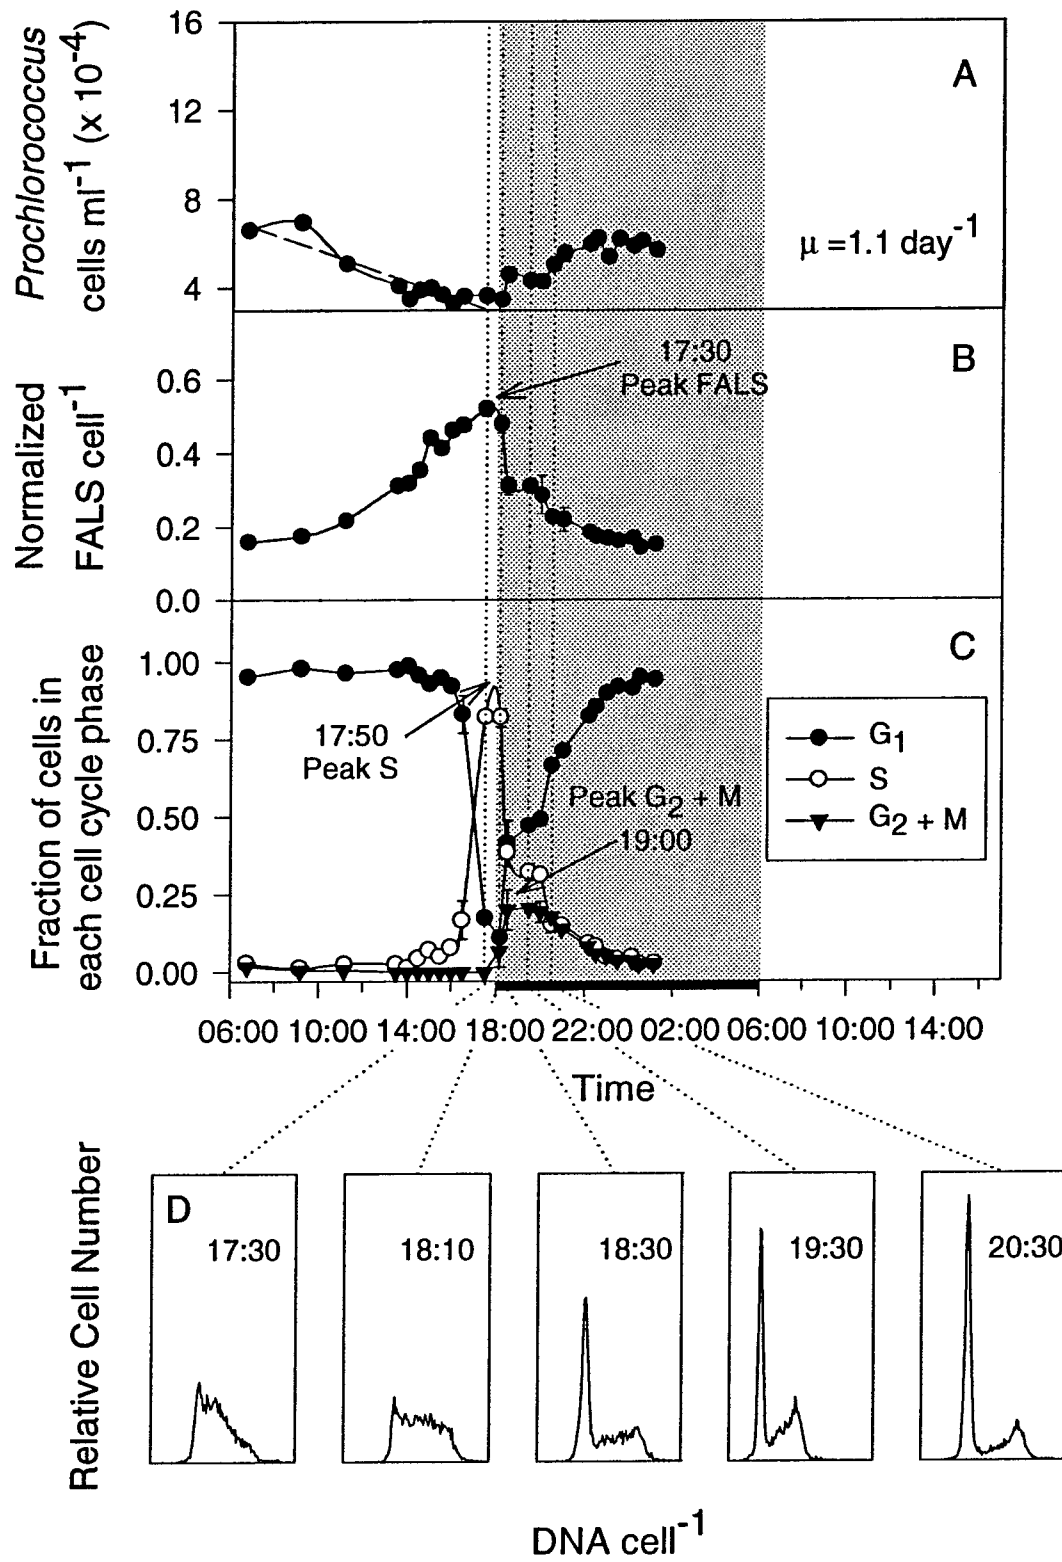 Prochlorococcus
cells ml-1 (x 10-4)
16
12
8
4
A
μ =1.1 day-1
Normalized
FALS cell-1
0.6
0.4
0.2
0.0
B
17:30
Peak FALS
Fraction of cells in
each cell cycle phase
1.00
0.75
0.50
0.25
0.00
C
17:50
Peak S
Peak G2 + M
19:00
G1
S
G2 + M
06:00 10:00 14:00 18:00 22:00 02:00 06:00 10:00 14:00
Time
Relative Cell Number
D
17:30
18:10
18:30
19:30
20:30
DNA cell-1